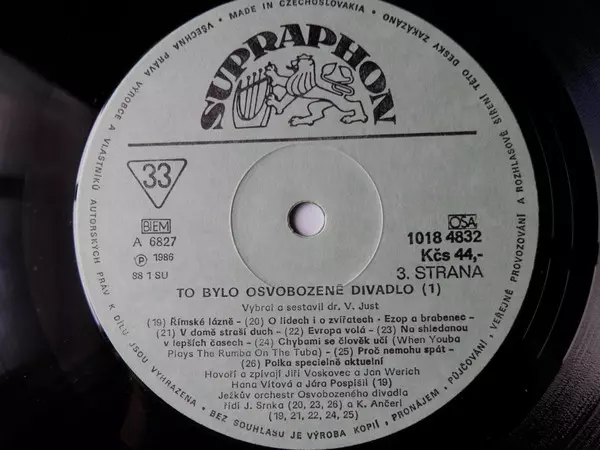 MADE IN CZECHOSLOVAKIA • VŠECHNA PRÁVA VÝROBCE A VLASTNÍKŮ AUTORSKÝCH PRÁV K DÍLU JSOU VYHRAZENA • BEZ SOUHLASU JE VÝROBA KOPIÍ, PRONÁJEM, PŮJČOVÁNÍ, VEŘEJNÉ PROVOZOVÁNÍ A ROZHLASOVÉ ŠÍŘENÍ TÉTO DESKY ZAKÁZÁNO
SUPRAPHON
33
BIEM
A 6827
Ⓟ 1986
88 1 SU
OSA
1018 4832
Kčs 44,-
3. STRANA
TO BYLO OSVOBOZENÉ DIVADLO (1)
Vybral a sestavil dr. V. Just
(19) Římské lázně - (20) O lidech i o zvířatech - Ezop a brabenec -
(21) V domě straší duch - (22) Evropa volá - (23) Na shledanou
v lepších časech - (24) Chybami se člověk učí (When Youba
Plays The Rumba On The Tuba) - (25) Proč nemohu spát -
(26) Polka specielně aktuelní
Hovoří a zpívají Jiří Voskovec a Jan Werich
Hana Vítová a Jára Pospíšil (19)
Ježkův orchestr Osvobozeného divadla
řídí J. Srnka (20, 23, 26) a K. Ančerl
(19, 21, 22, 24, 25)